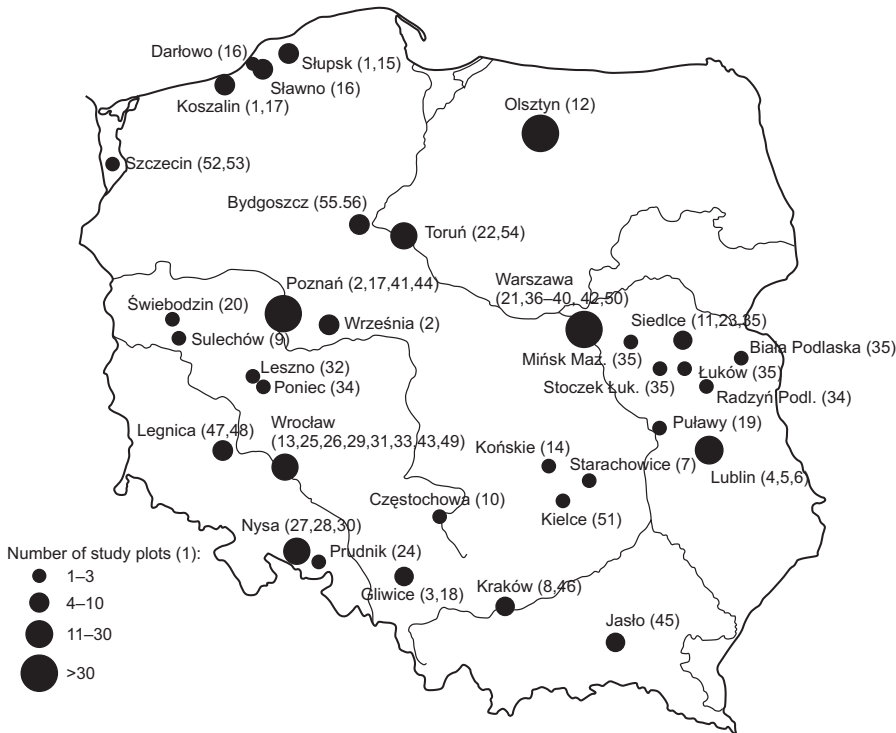 Darłowo (16)
Słupsk (1,15)
Sławno (16)
Koszalin (1,17)
Olsztyn (12)
Szczecin (52,53)
Bydgoszcz (55.56)
Toruń (22,54)
Poznań (2,17,41,44)
Warszawa
(21,36–40, 42,50)
Świebodzin (20)
Września (2)
Siedlce (11,23,35)
Sulechów (9)
Mińsk Maz. (35)
Biała Podlaska (35)
Leszno (32)
Łuków (35)
Poniec (34)
Stoczek Łuk. (35)
Radzyń Podl. (34)
Legnica (47,48)
Wrocław
(13,25,26,29,31,33,43,49)
Puławy (19)
Końskie (14)
Starachowice (7)
Lublin (4,5,6)
Częstochowa (10)
Kielce (51)
Nysa (27,28,30)
Prudnik (24)
Gliwice (3,18)
Kraków (8,46)
Jasło (45)
Number of study plots (1):
1–3
4–10
11–30
>30